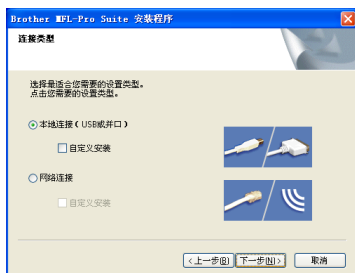 Brother MFL-Pro Suite 安装程序
连接类型
选择最适合您需要的设置类型。
点击您需要的设置类型。
本地连接(USB或并口)
自定义安装
网络连接
自定义安装
<上一步(B) 下一步(N)> 取消